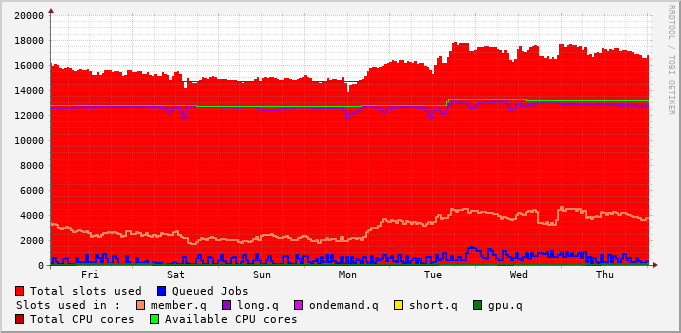 20000
18000
16000
14000
12000
10000
8000
6000
4000
2000
0
Fri Sat Sun Mon Tue Wed Thu
RRDTOOL / TOBI OETIKER
Total slots used Queued Jobs
Slots used in : member.q long.q ondemand.q short.q gpu.q
Total CPU cores Available CPU cores